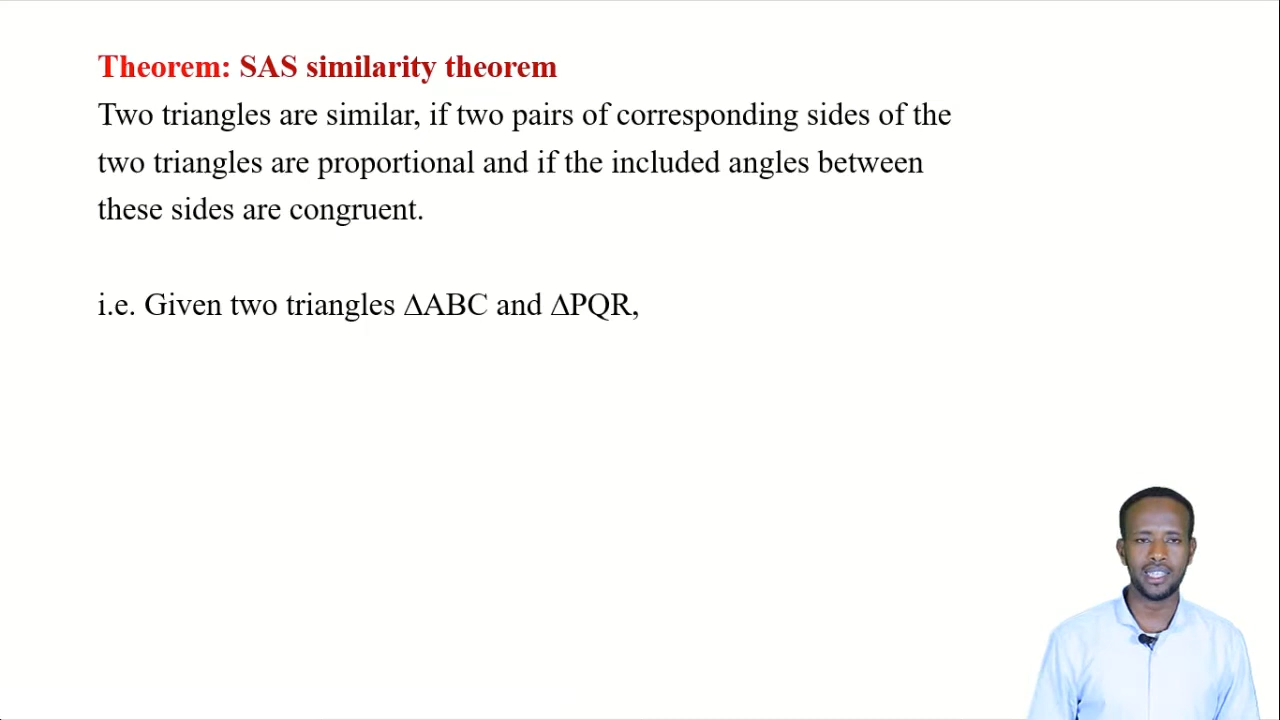 Theorem: SAS similarity theorem
Two triangles are similar, if two pairs of corresponding sides of the
two triangles are proportional and if the included angles between
these sides are congruent.
i.e. Given two triangles ΔABC and ΔPQR,